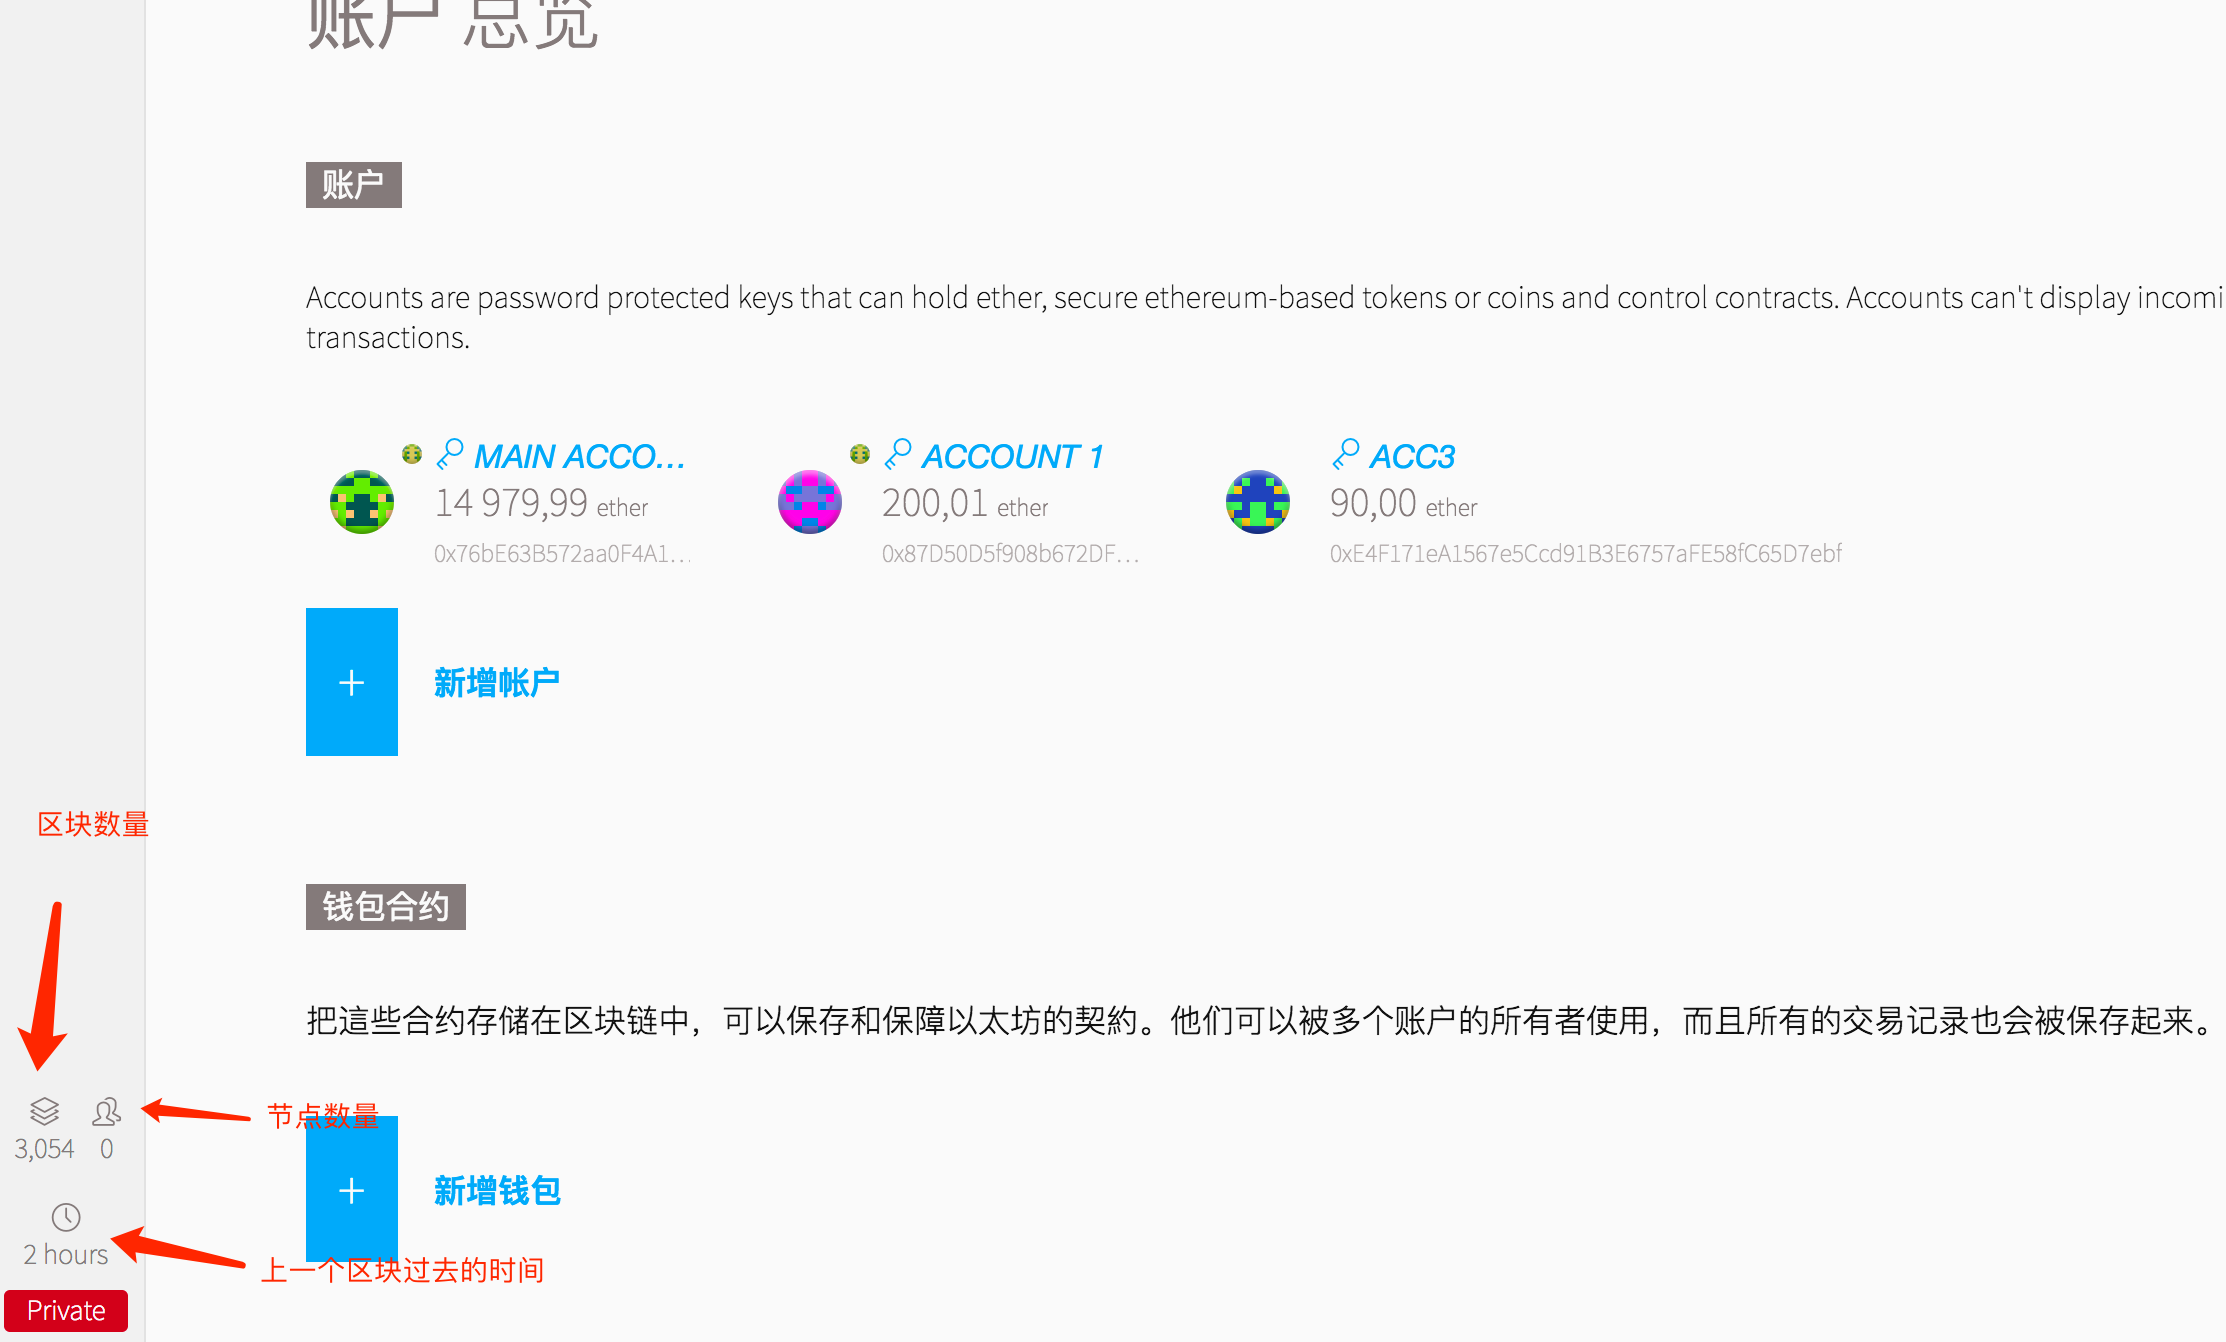 账户 总览
账户
Accounts are password protected keys that can hold ether, secure ethereum-based tokens or coins and control contracts. Accounts can't display incomi
transactions.
MAIN ACCO...
14 979,99 ether
0x76bE63B572aa0F4A1...
ACCOUNT 1
200,01 ether
0x87D50D5f908b672DF...
ACC3
90,00 ether
0xE4F171eA1567e5Ccd91B3E6757aFE58fC65D7ebf
+ 新增帐户
区块数量
钱包合约
把這些合约存储在区块链中，可以保存和保障以太坊的契約。他们可以被多个账户的所有者使用，而且所有的交易记录也会被保存起来。
节点数量
3,054 0
+ 新增钱包
2 hours
上一个区块过去的时间
Private